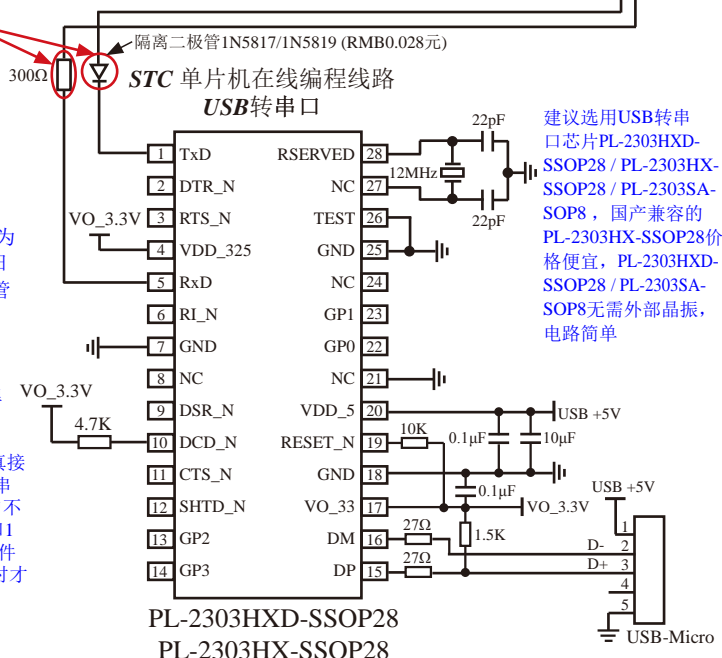 隔离二极管1N5817/1N5819 (RMB0.028元)
300Ω
STC 单片机在线编程线路
USB转串口
22pF
12MHz
22pF
建议选用USB转串
口芯片PL-2303HXD-
SSOP28 / PL-2303HX-
SSOP28 / PL-2303SA-
SOP8 ，国产兼容的
PL-2303HX-SSOP28价
格便宜，PL-2303HXD-
SSOP28 / PL-2303SA-
SOP8无需外部晶振，
电路简单
1 TxD RSERVED 28
2 DTR_N NC 27
VO_3.3V 3 RTS_N TEST 26
4 VDD_325 GND 25
5 RxD NC 24
6 RI_N GP1 23
7 GND GP0 22
8 NC NC 21
VO_3.3V
9 DSR_N VDD_5 20 USB +5V
4.7K
10 DCD_N RESET_N 19 10K 0.1μF 10μF
11 CTS_N GND 18
0.1μF
12 SHTD_N VO_33 17 VO_3.3V
13 GP2 DM 16 27Ω 1.5K
14 GP3 DP 15 27Ω
USB +5V
1
D- 2
D+ 3
4
5
USB-Micro
PL-2303HXD-SSOP28
PL-2303HX-SSOP28
为
管
接
串
不
1
件
才